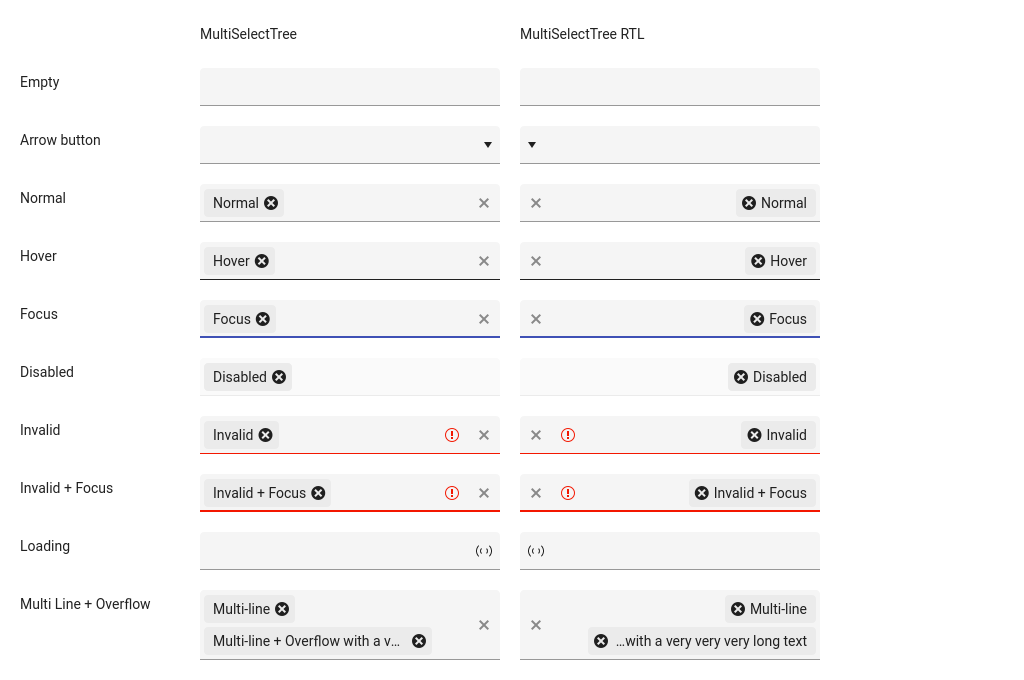 MultiSelectTree MultiSelectTree RTL
Empty
Arrow button
Normal Normal Normal
Hover Hover Hover
Focus Focus Focus
Disabled Disabled Disabled
Invalid Invalid Invalid
Invalid + Focus Invalid + Focus Invalid + Focus
Loading
Multi Line + Overflow Multi-line Multi-line
Multi-line + Overflow with a v... ...with a very very very long text